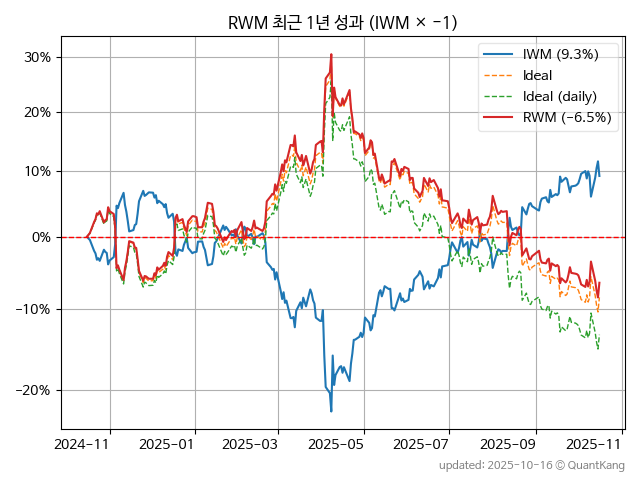 RWM 최근 1년 성과 (IWM × −1)
IWM (9.3%)
Ideal
Ideal (daily)
RWM (−6.5%)
30%
20%
10%
0%
−10%
−20%
2024-11 2025-01 2025-03 2025-05 2025-07 2025-09 2025-11
updated: 2025-10-16 © QuantKang